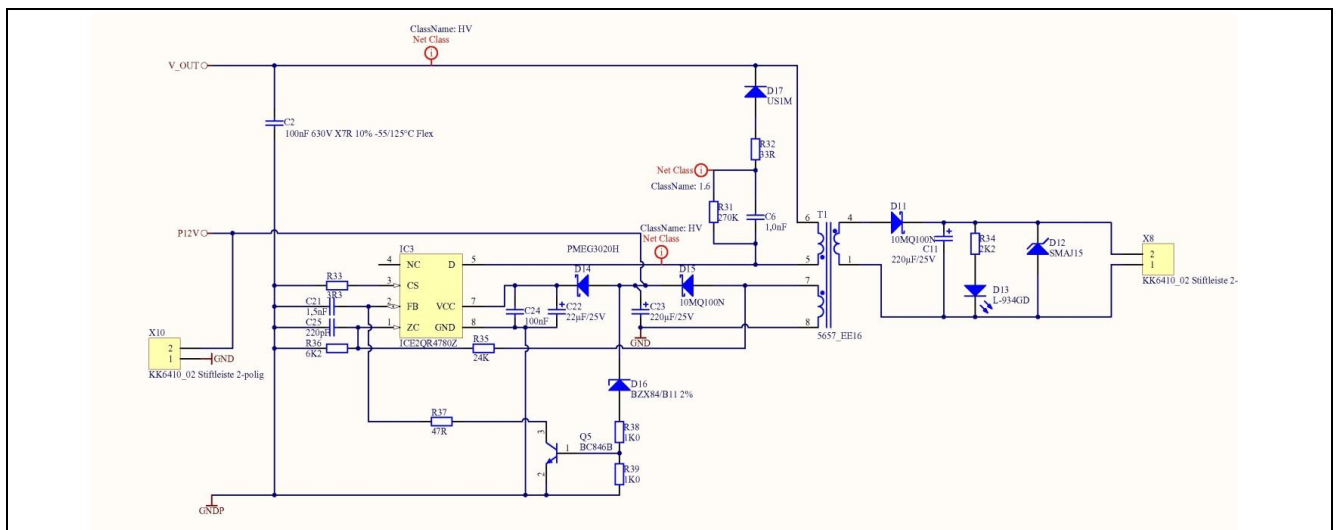 ClassName: HV
Net Class
i
V_OUT
D17
US1M
C2
100nF 630V X7R 10% -55/125°C Flex
R32
33R
Net Class
i
ClassName: 1.6
R31
270K
C6
1,0nF
T1
6
4
D11
10MQ100N
C11
220µF/25V
R34
2K2
D12
SMAJ15
X8
2
1
KK6410_02 Stiftleiste 2-
D13
L-934GD
P12V
ClassName: HV
Net Class
i
IC3
PMEG3020H
4
NC
D
5
5
1
R33
3R3
3
CS
D14
D15
10MQ100N
7
C21
1,5nF
2
FB
VCC
7
C24
100nF
C22
22µF/25V
C23
220µF/25V
C25
220pF
1
ZC
GND
8
8
GND
5657_EE16
X10
2
1
GND
KK6410_02 Stiftleiste 2-polig
R36
6K2
ICE2QR4780Z
R35
24K
D16
BZX84/B11 2%
R37
47R
3
Q5
BC846B
1
2
R38
1K0
R39
1K0
GNDP